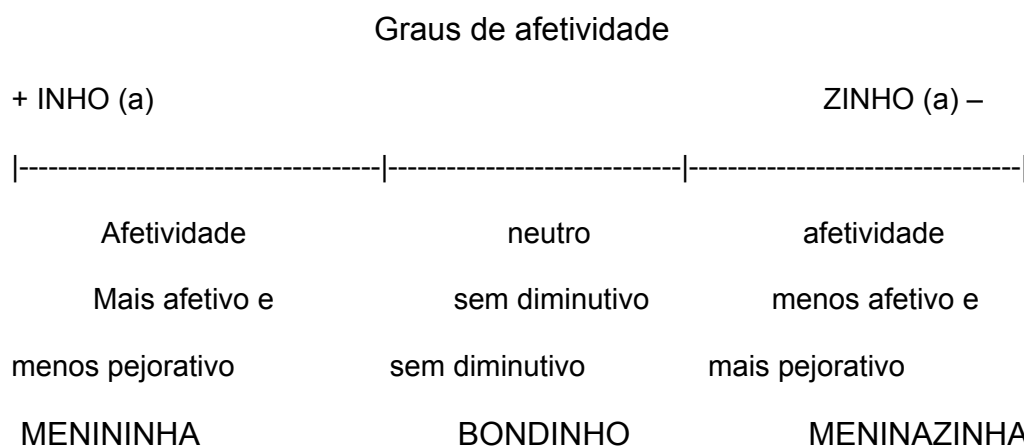 Graus de afetividade
+ INHO (a) ZINHO (a) –
|-------------------------------------|------------------------------|----------------------------------|
Afetividade neutro afetividade
Mais afetivo e sem diminutivo menos afetivo e
menos pejorativo sem diminutivo mais pejorativo
MENININHA BONDINHO MENINAZINHA